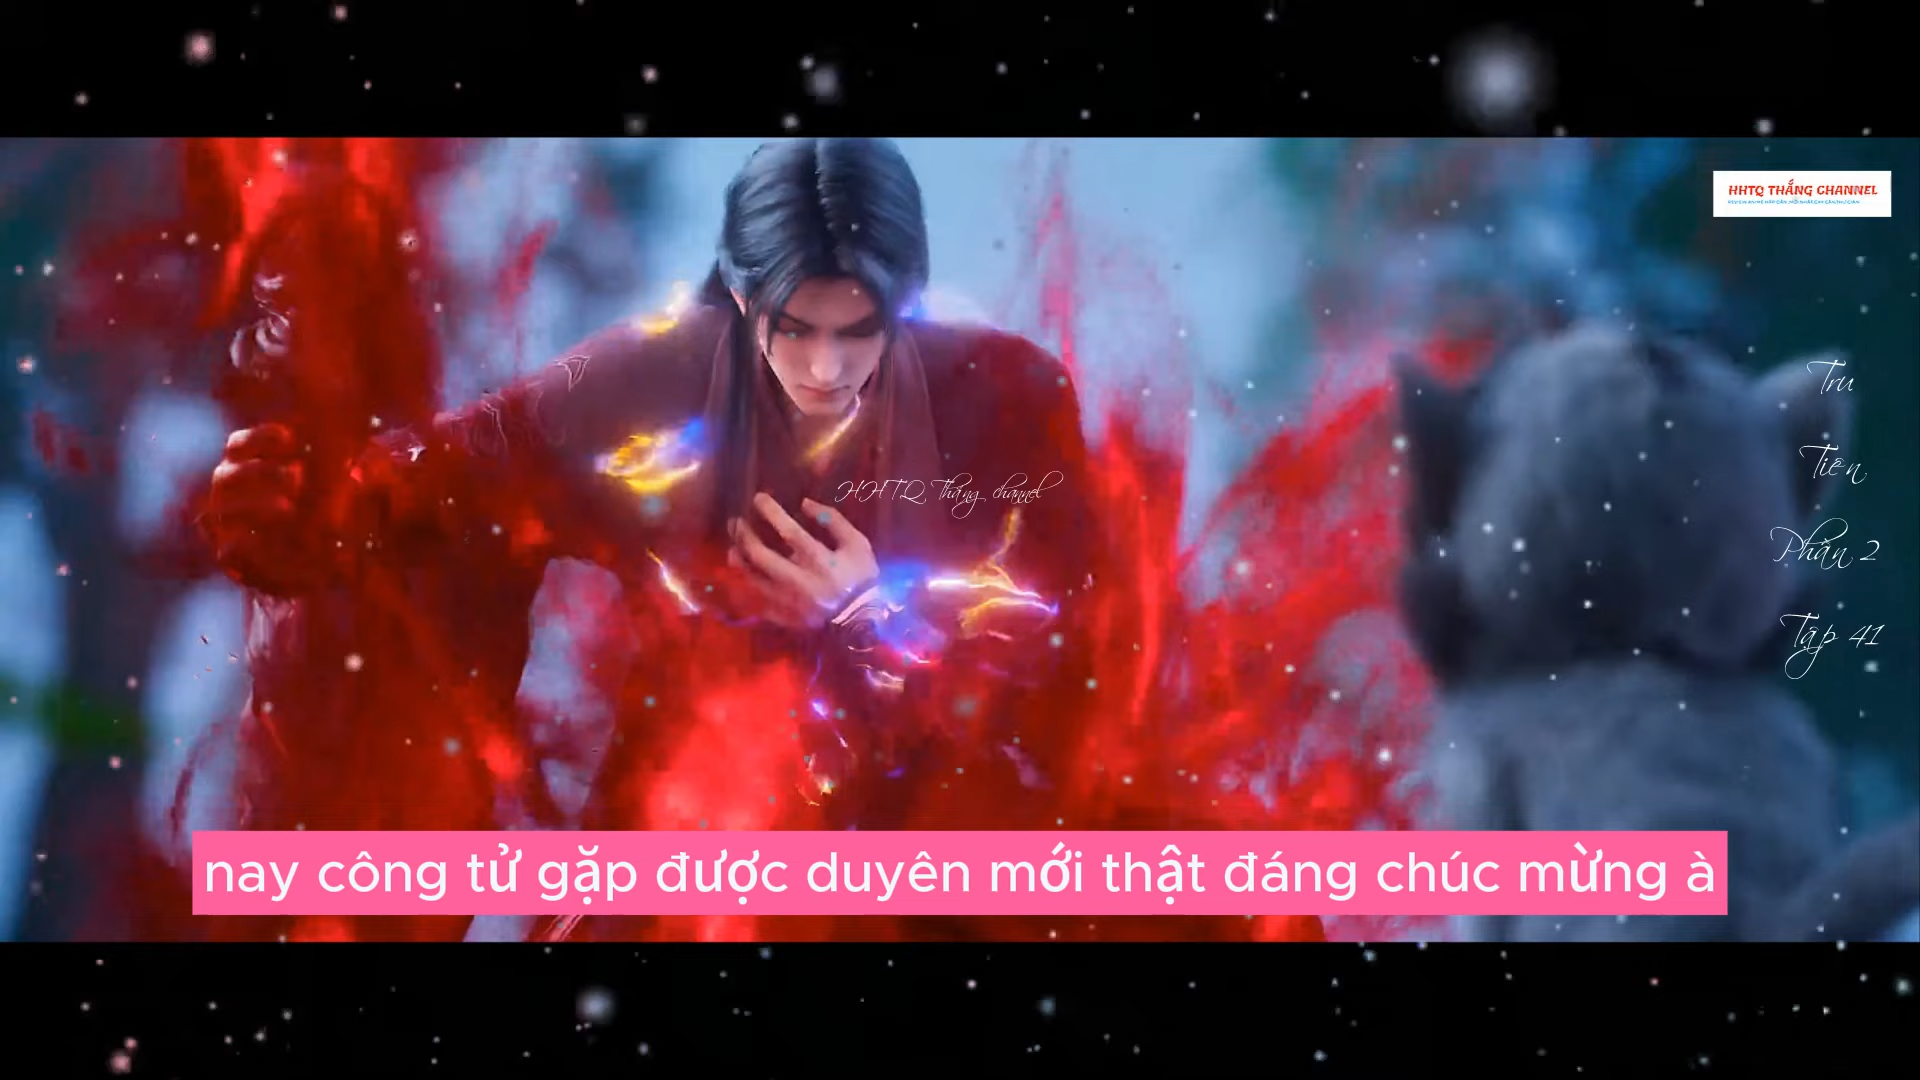 HHTQ THẮNG CHANNEL
Tru
Tiên
Phần 2
Tập 41
HHTQ Thắng channel
nay công tử gặp được duyên mới thật đáng chúc mừng à